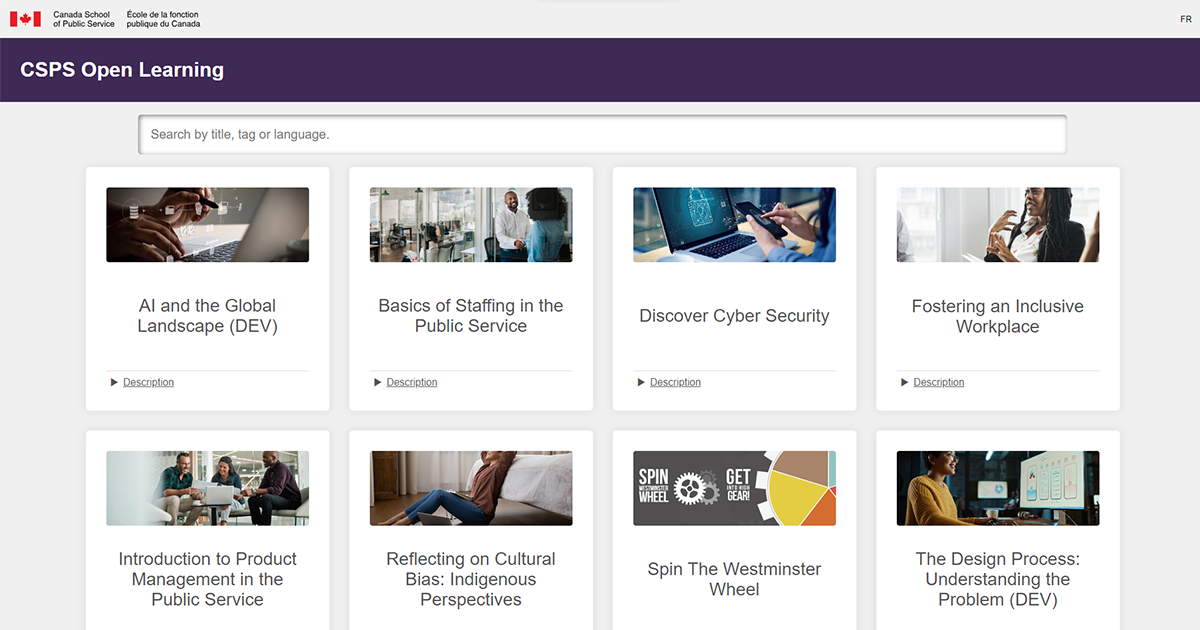 Canada School
of Public Service
École de la fonction
publique du Canada
FR
CSPS Open Learning
Search by title, tag or language.
AI and the Global
Landscape (DEV)
Description
Basics of Staffing in the
Public Service
Description
Discover Cyber Security
Description
Fostering an Inclusive
Workplace
Description
Introduction to Product
Management in the
Public Service
Reflecting on Cultural
Bias: Indigenous
Perspectives
SPIN
WESTMINSTER
WHEEL
GET
INTO HIGH
GEAR!
Spin The Westminster
Wheel
The Design Process:
Understanding the
Problem (DEV)